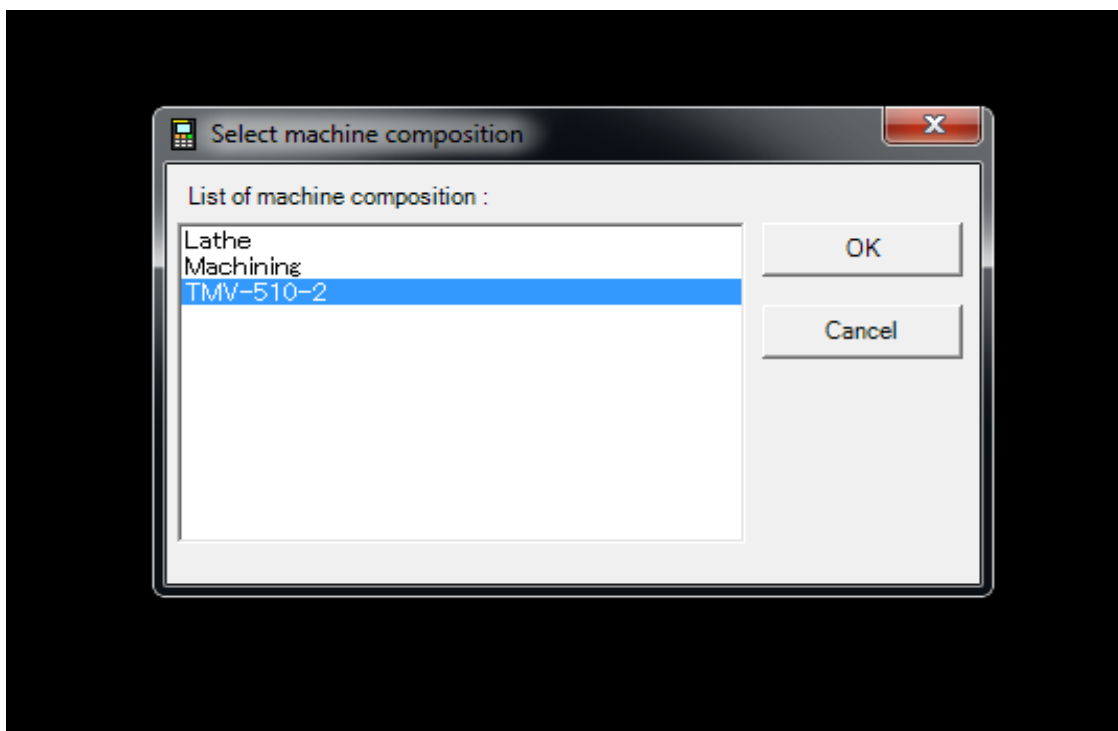 Select machine composition
List of machine composition :
Lathe
Machining
TMV-510-2
OK
Cancel